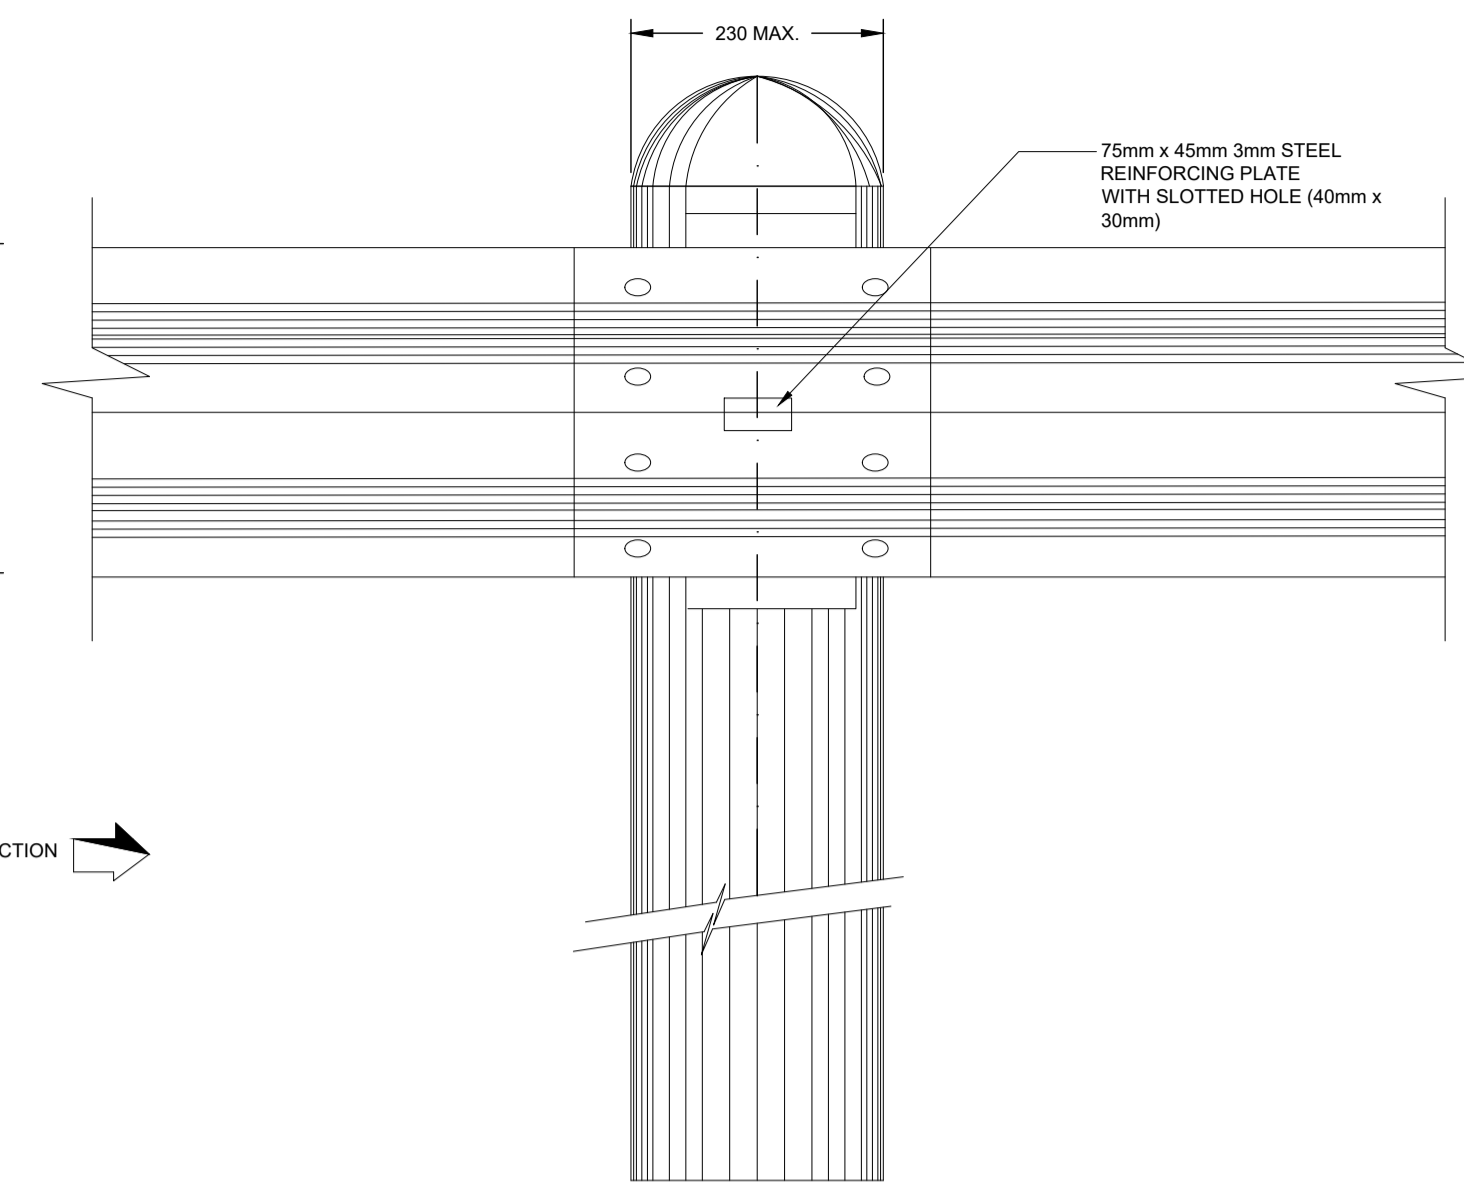 230 MAX.
75mm x 45mm 3mm STEEL
REINFORCING PLATE
WITH SLOTTED HOLE (40mm x
30mm)
CTION